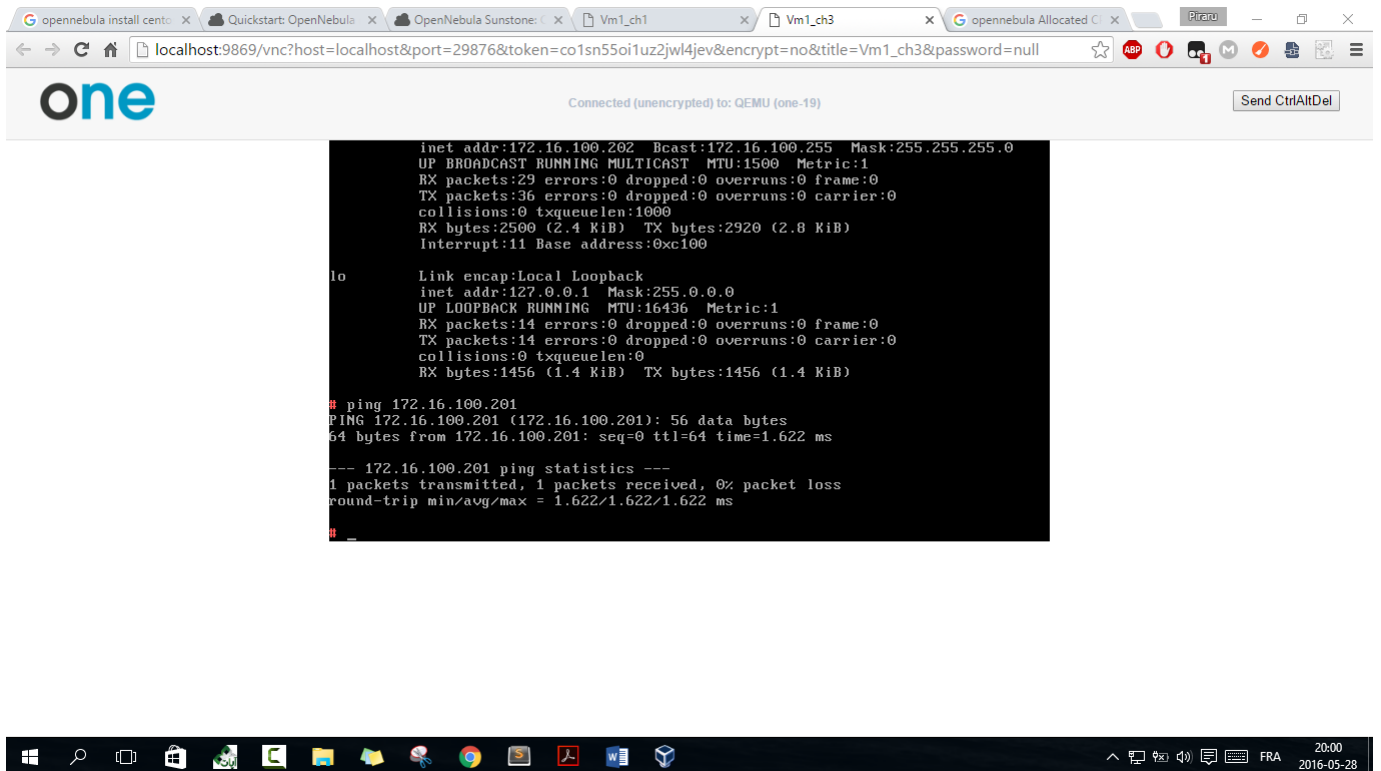 opennebula install cento
Quickstart: OpenNebula
OpenNebula Sunstone: C
Vm1_ch1
Vm1_ch3
opennebula Allocated C
Piraru
localhost:9869/vnc?host=localhost&port=29876&token=co1sn55oi1uz2jwl4jev&encrypt=no&title=Vm1_ch3&password=null
ABP
1
one
Connected (unencrypted) to: QEMU (one-19)
Send CtrlAltDel
inet addr:172.16.100.202 Bcast:172.16.100.255 Mask:255.255.255.0
UP BROADCAST RUNNING MULTICAST MTU:1500 Metric:1
RX packets:29 errors:0 dropped:0 overruns:0 frame:0
TX packets:36 errors:0 dropped:0 overruns:0 carrier:0
collisions:0 txqueuelen:1000
RX bytes:2500 (2.4 KiB) TX bytes:2920 (2.8 KiB)
Interrupt:11 Base address:0xc100
lo Link encap:Local Loopback
inet addr:127.0.0.1 Mask:255.0.0.0
UP LOOPBACK RUNNING MTU:16436 Metric:1
RX packets:14 errors:0 dropped:0 overruns:0 frame:0
TX packets:14 errors:0 dropped:0 overruns:0 carrier:0
collisions:0 txqueuelen:0
RX bytes:1456 (1.4 KiB) TX bytes:1456 (1.4 KiB)
# ping 172.16.100.201
PING 172.16.100.201 (172.16.100.201): 56 data bytes
64 bytes from 172.16.100.201: seq=0 ttl=64 time=1.622 ms
--- 172.16.100.201 ping statistics ---
1 packets transmitted, 1 packets received, 0% packet loss
round-trip min/avg/max = 1.622/1.622/1.622 ms
# _
FRA
20:00
2016-05-28